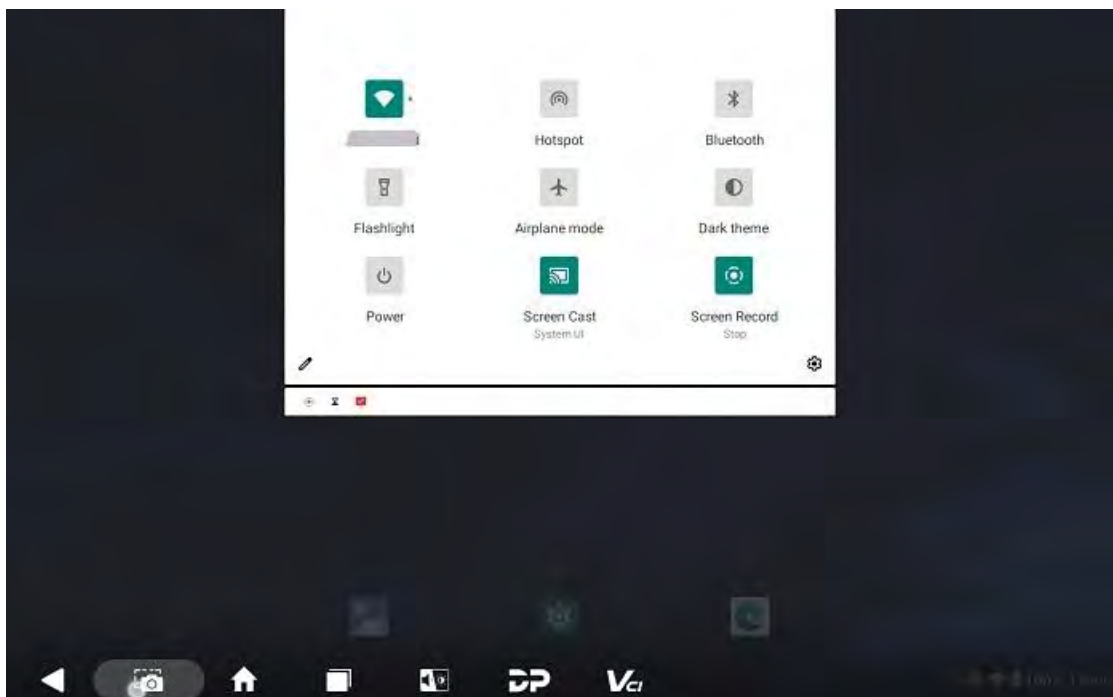 Hotspot
Bluetooth
Flashlight
Airplane mode
Dark theme
Power
Screen Cast
Screen Record
System UI
Stop
DP
VCI